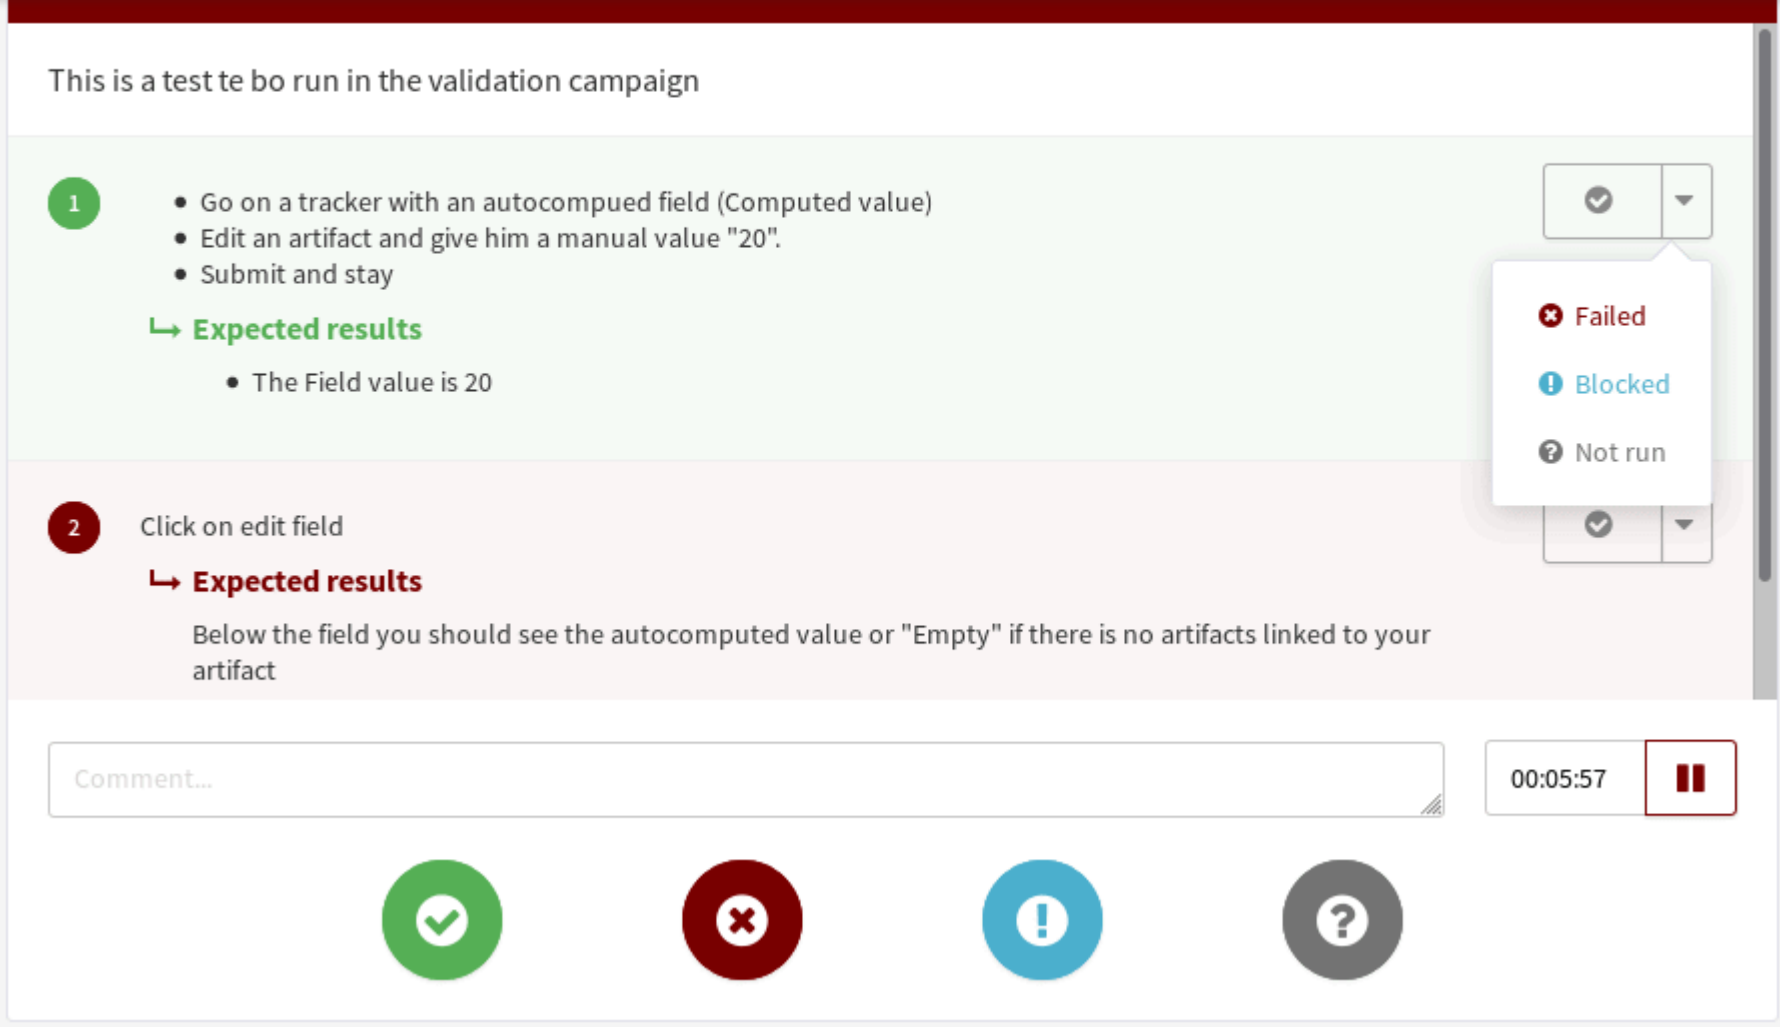 This is a test te bo run in the validation campaign
1
Go on a tracker with an autocompued field (Computed value)
Edit an artifact and give him a manual value "20".
Submit and stay
Expected results
The Field value is 20
Failed
Blocked
Not run
2
Click on edit field
Expected results
Below the field you should see the autocomputed value or "Empty" if there is no artifacts linked to your
artifact
Comment...
00:05:57